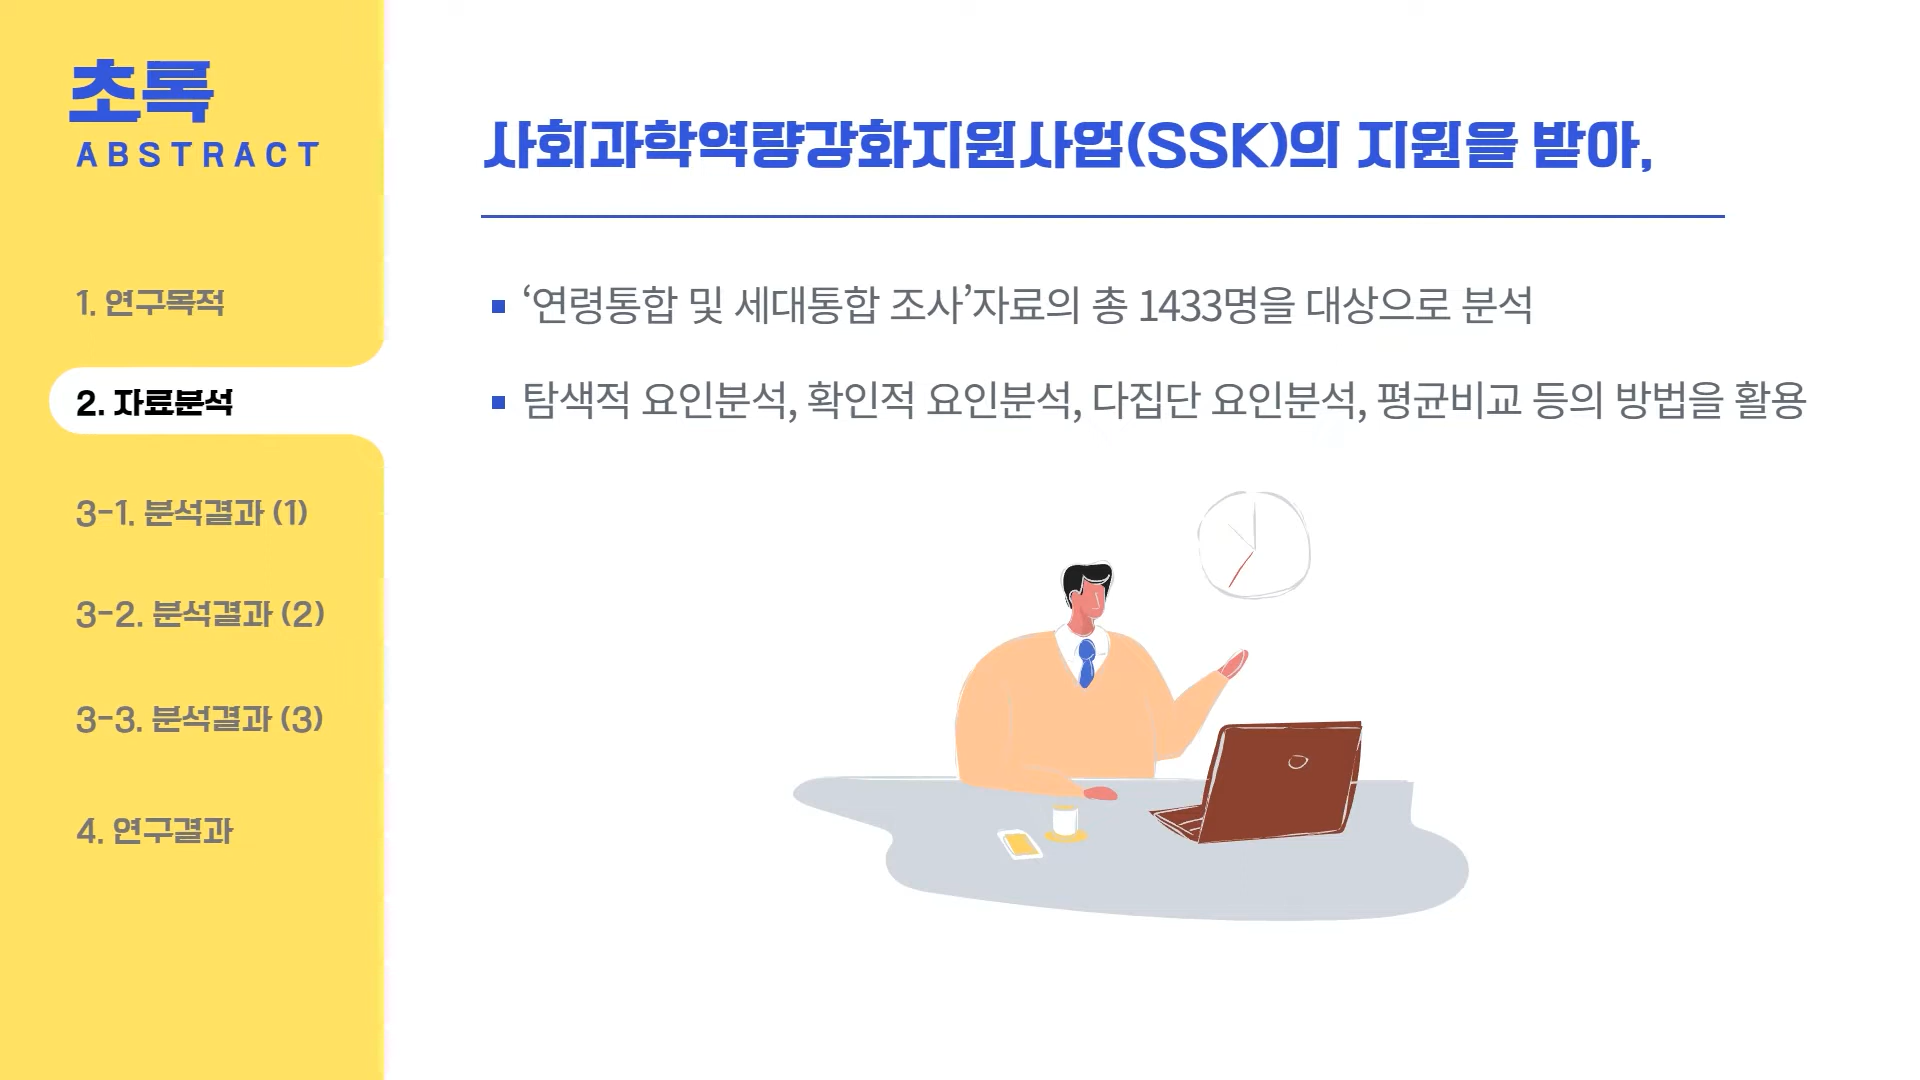 초록
ABSTRACT
1. 연구목적
2. 자료분석
3-1. 분석결과 (1)
3-2. 분석결과 (2)
3-3. 분석결과 (3)
4. 연구결과
사회과학역량강화지원사업(SSK)의 지원을 받아,
▪ ‘연령통합 및 세대통합 조사’자료의 총 1433명을 대상으로 분석
▪ 탐색적 요인분석, 확인적 요인분석, 다집단 요인분석, 평균비교 등의 방법을 활용